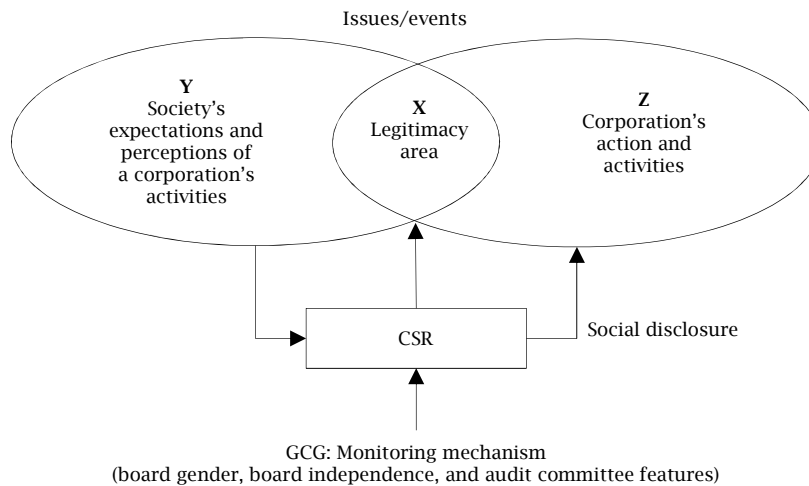 Issues/events
Y
Society's
expectations and
perceptions of
a corporation's
activities
X
Legitimacy
area
Z
Corporation's
action and
activities
CSR
Social disclosure
GCG: Monitoring mechanism
(board gender, board independence, and audit committee features)